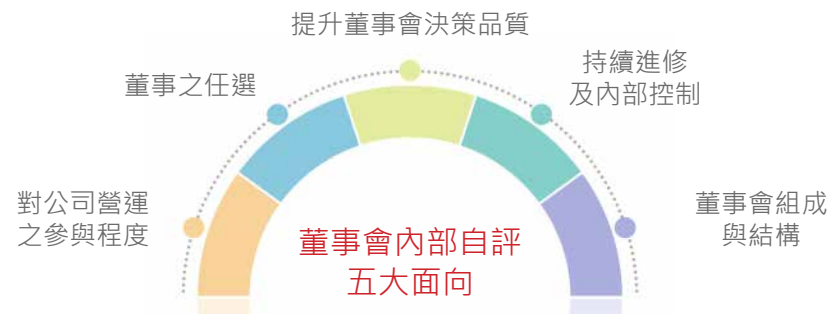 提升董事會決策品質
董事之任選
持續進修
及內部控制
對公司營運
之參與程度
董事會組成
與結構
董事會內部自評
五大面向